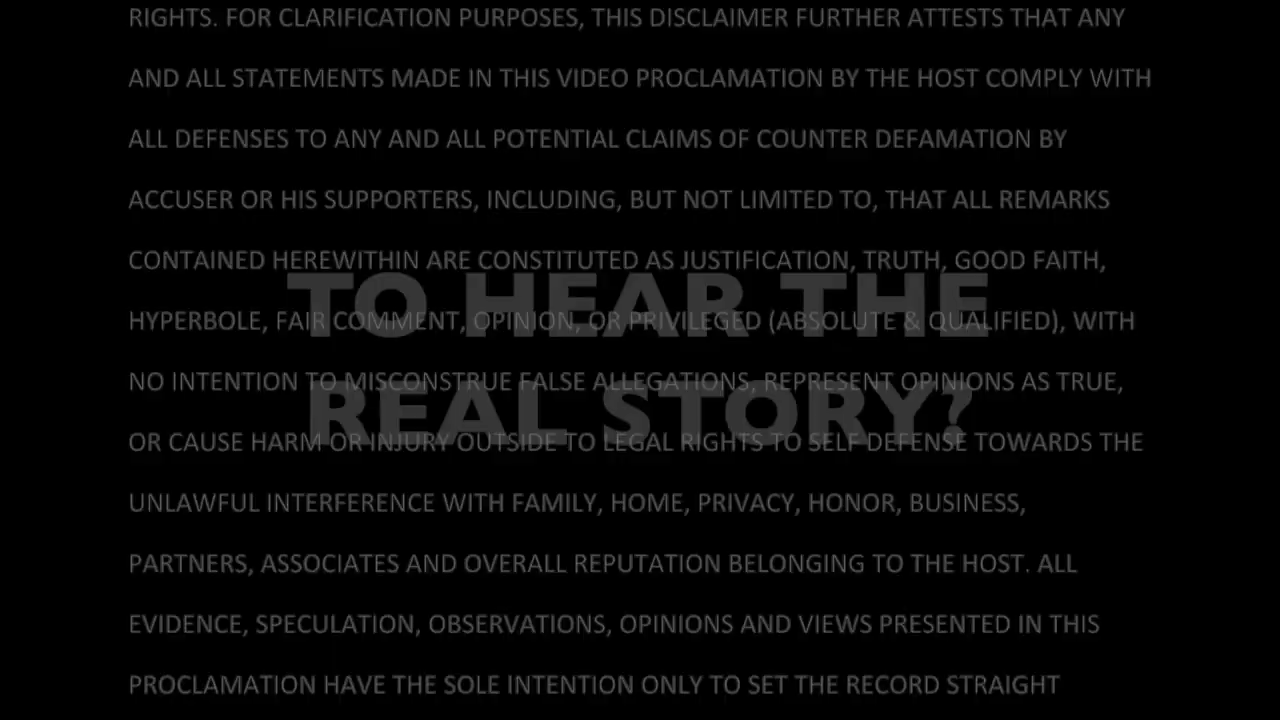 RIGHTS. FOR CLARIFICATION PURPOSES, THIS DISCLAIMER FURTHER ATTESTS THAT ANY
AND ALL STATEMENTS MADE IN THIS VIDEO PROCLAMATION BY THE HOST COMPLY WITH
ALL DEFENSES TO ANY AND ALL POTENTIAL CLAIMS OF COUNTER DEFAMATION BY
ACCUSER OR HIS SUPPORTERS, INCLUDING, BUT NOT LIMITED TO, THAT ALL REMARKS
CONTAINED HEREWITHIN ARE CONSTITUTED AS JUSTIFICATION, TRUTH, GOOD FAITH,
TO HEAR THE
HYPERBOLE, FAIR COMMENT, OPINION, OR PRIVILEGED (ABSOLUTE & QUALIFIED), WITH
NO INTENTION TO MISCONSTRUE FALSE ALLEGATIONS, REPRESENT OPINIONS AS TRUE,
REAL STORY?
OR CAUSE HARM OR INJURY OUTSIDE TO LEGAL RIGHTS TO SELF DEFENSE TOWARDS THE
UNLAWFUL INTERFERENCE WITH FAMILY, HOME, PRIVACY, HONOR, BUSINESS,
PARTNERS, ASSOCIATES AND OVERALL REPUTATION BELONGING TO THE HOST. ALL
EVIDENCE, SPECULATION, OBSERVATIONS, OPINIONS AND VIEWS PRESENTED IN THIS
PROCLAMATION HAVE THE SOLE INTENTION ONLY TO SET THE RECORD STRAIGHT